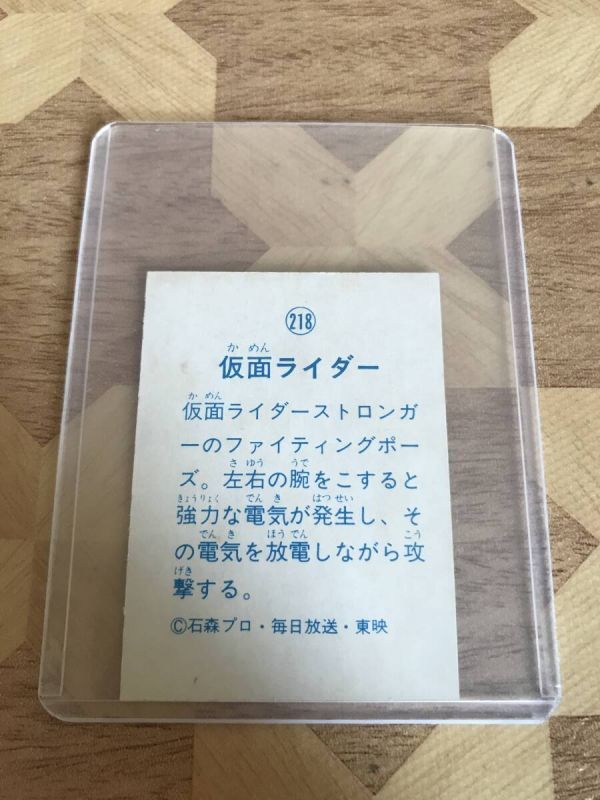 218
か めん
仮面ライダー
か めん
仮面ライダーストロンガ
ーのファイティングポー
さ ゆう うで
ズ。左右の腕をこすると
きょうりょく でん き はつ せい
強力な電気が発生し、そ
でん き ほう でん こう
の電気を放電しながら攻
げき
撃する。
©石森プロ・毎日放送・東映